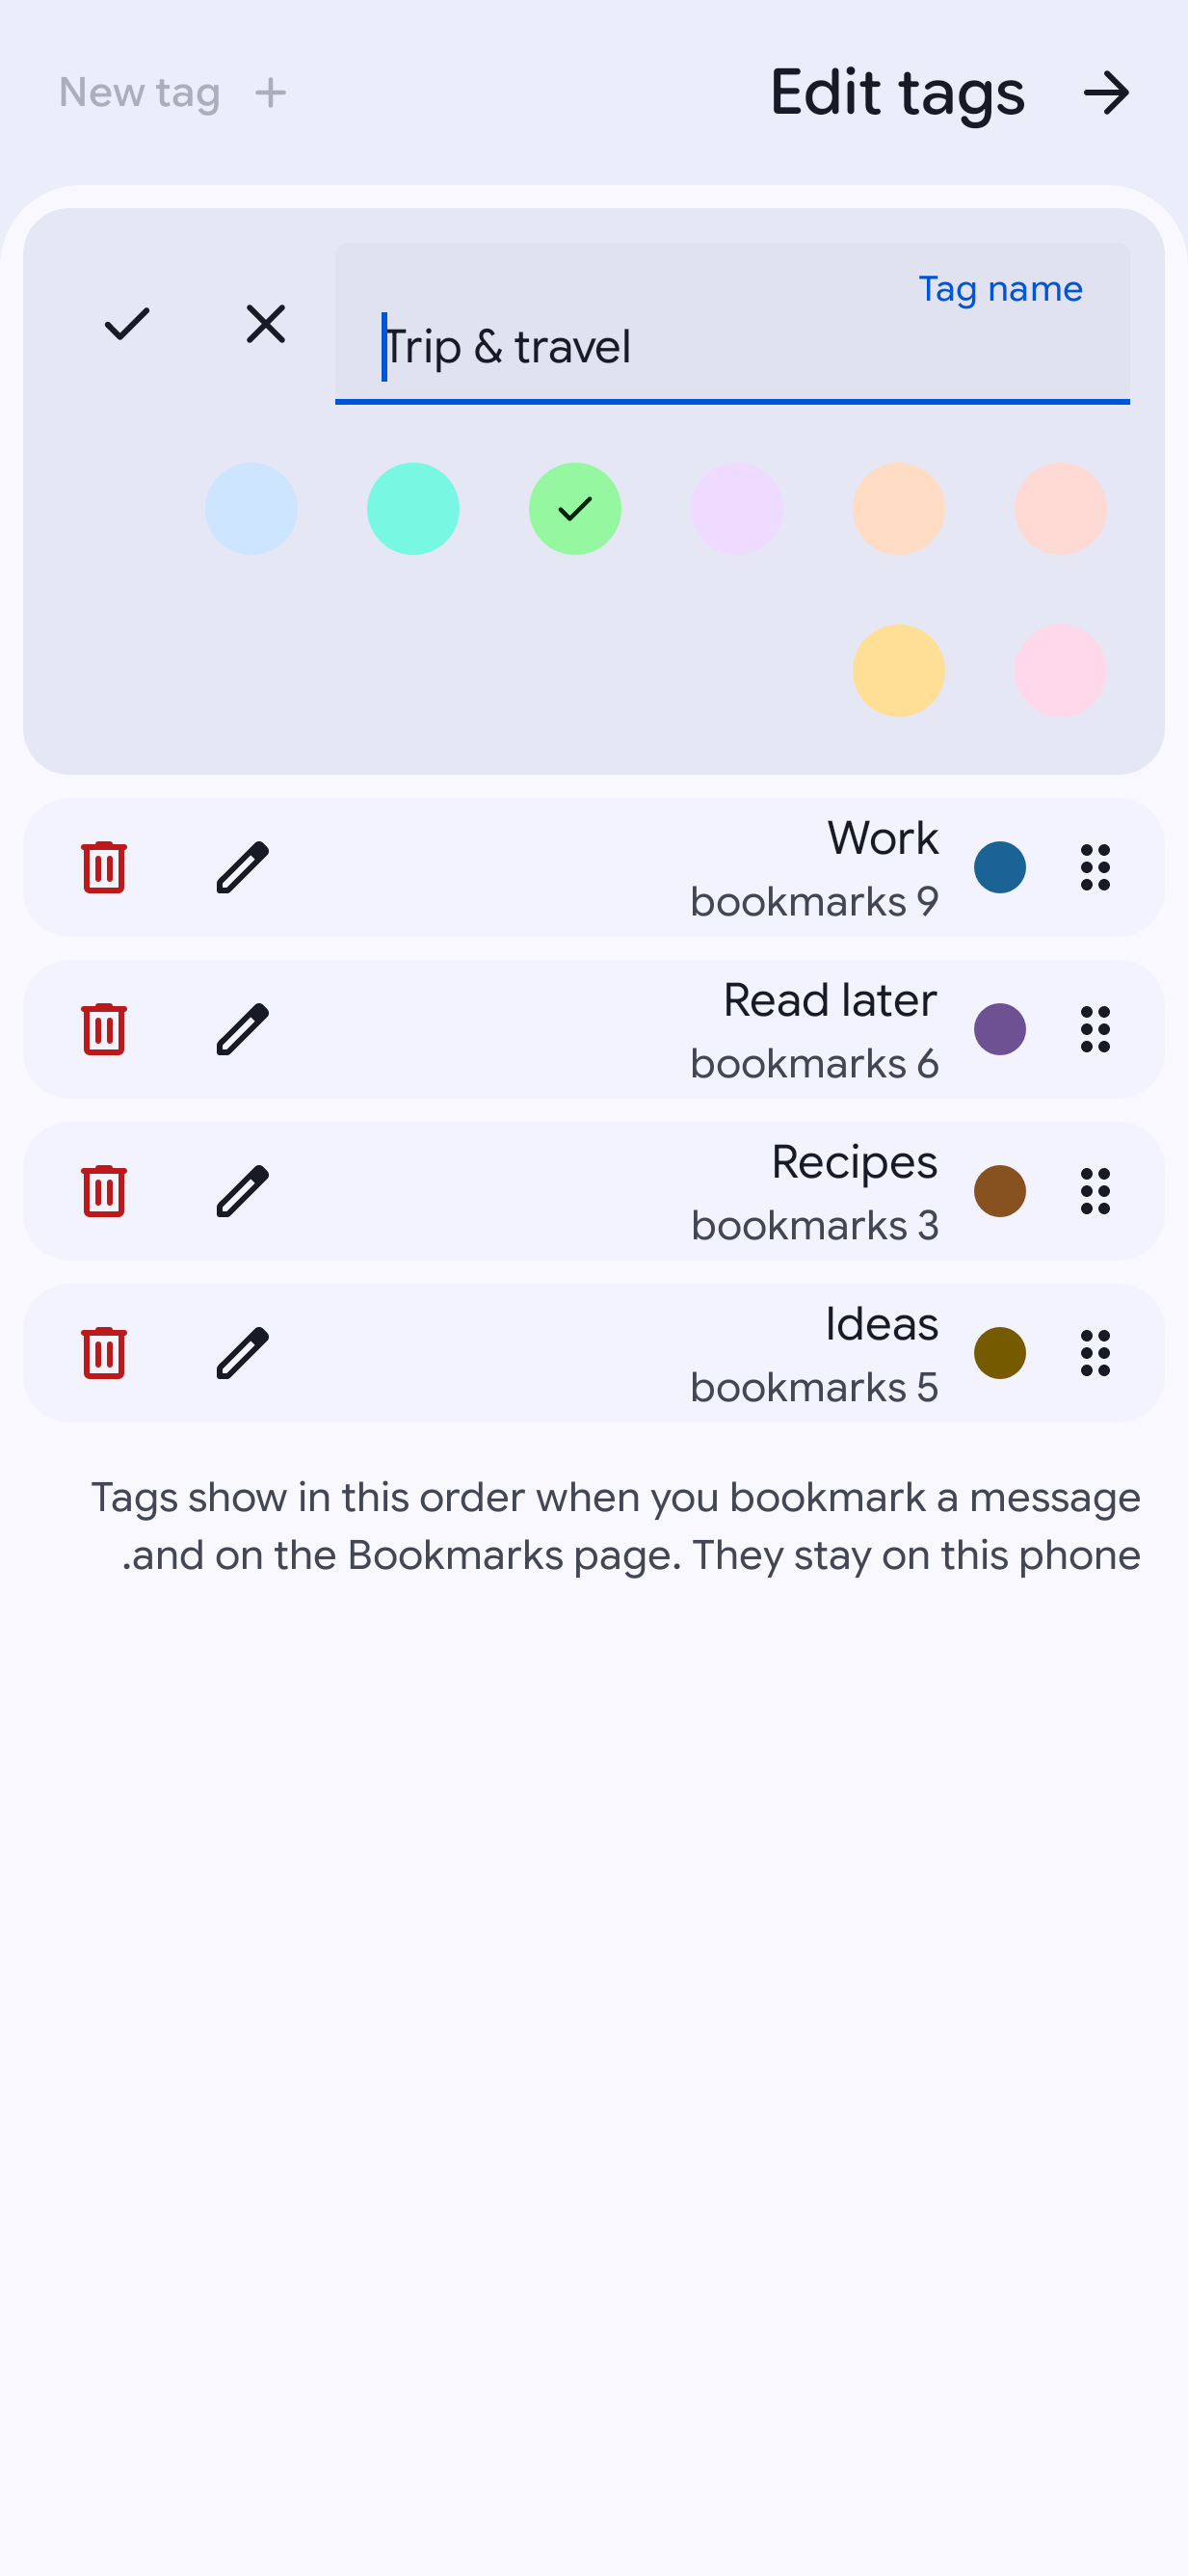 Edit tags
New tag
Tag name
Trip & travel
Work
bookmarks 9
Read later
bookmarks 6
Recipes
bookmarks 3
Ideas
bookmarks 5
Tags show in this order when you bookmark a message
.and on the Bookmarks page. They stay on this phone